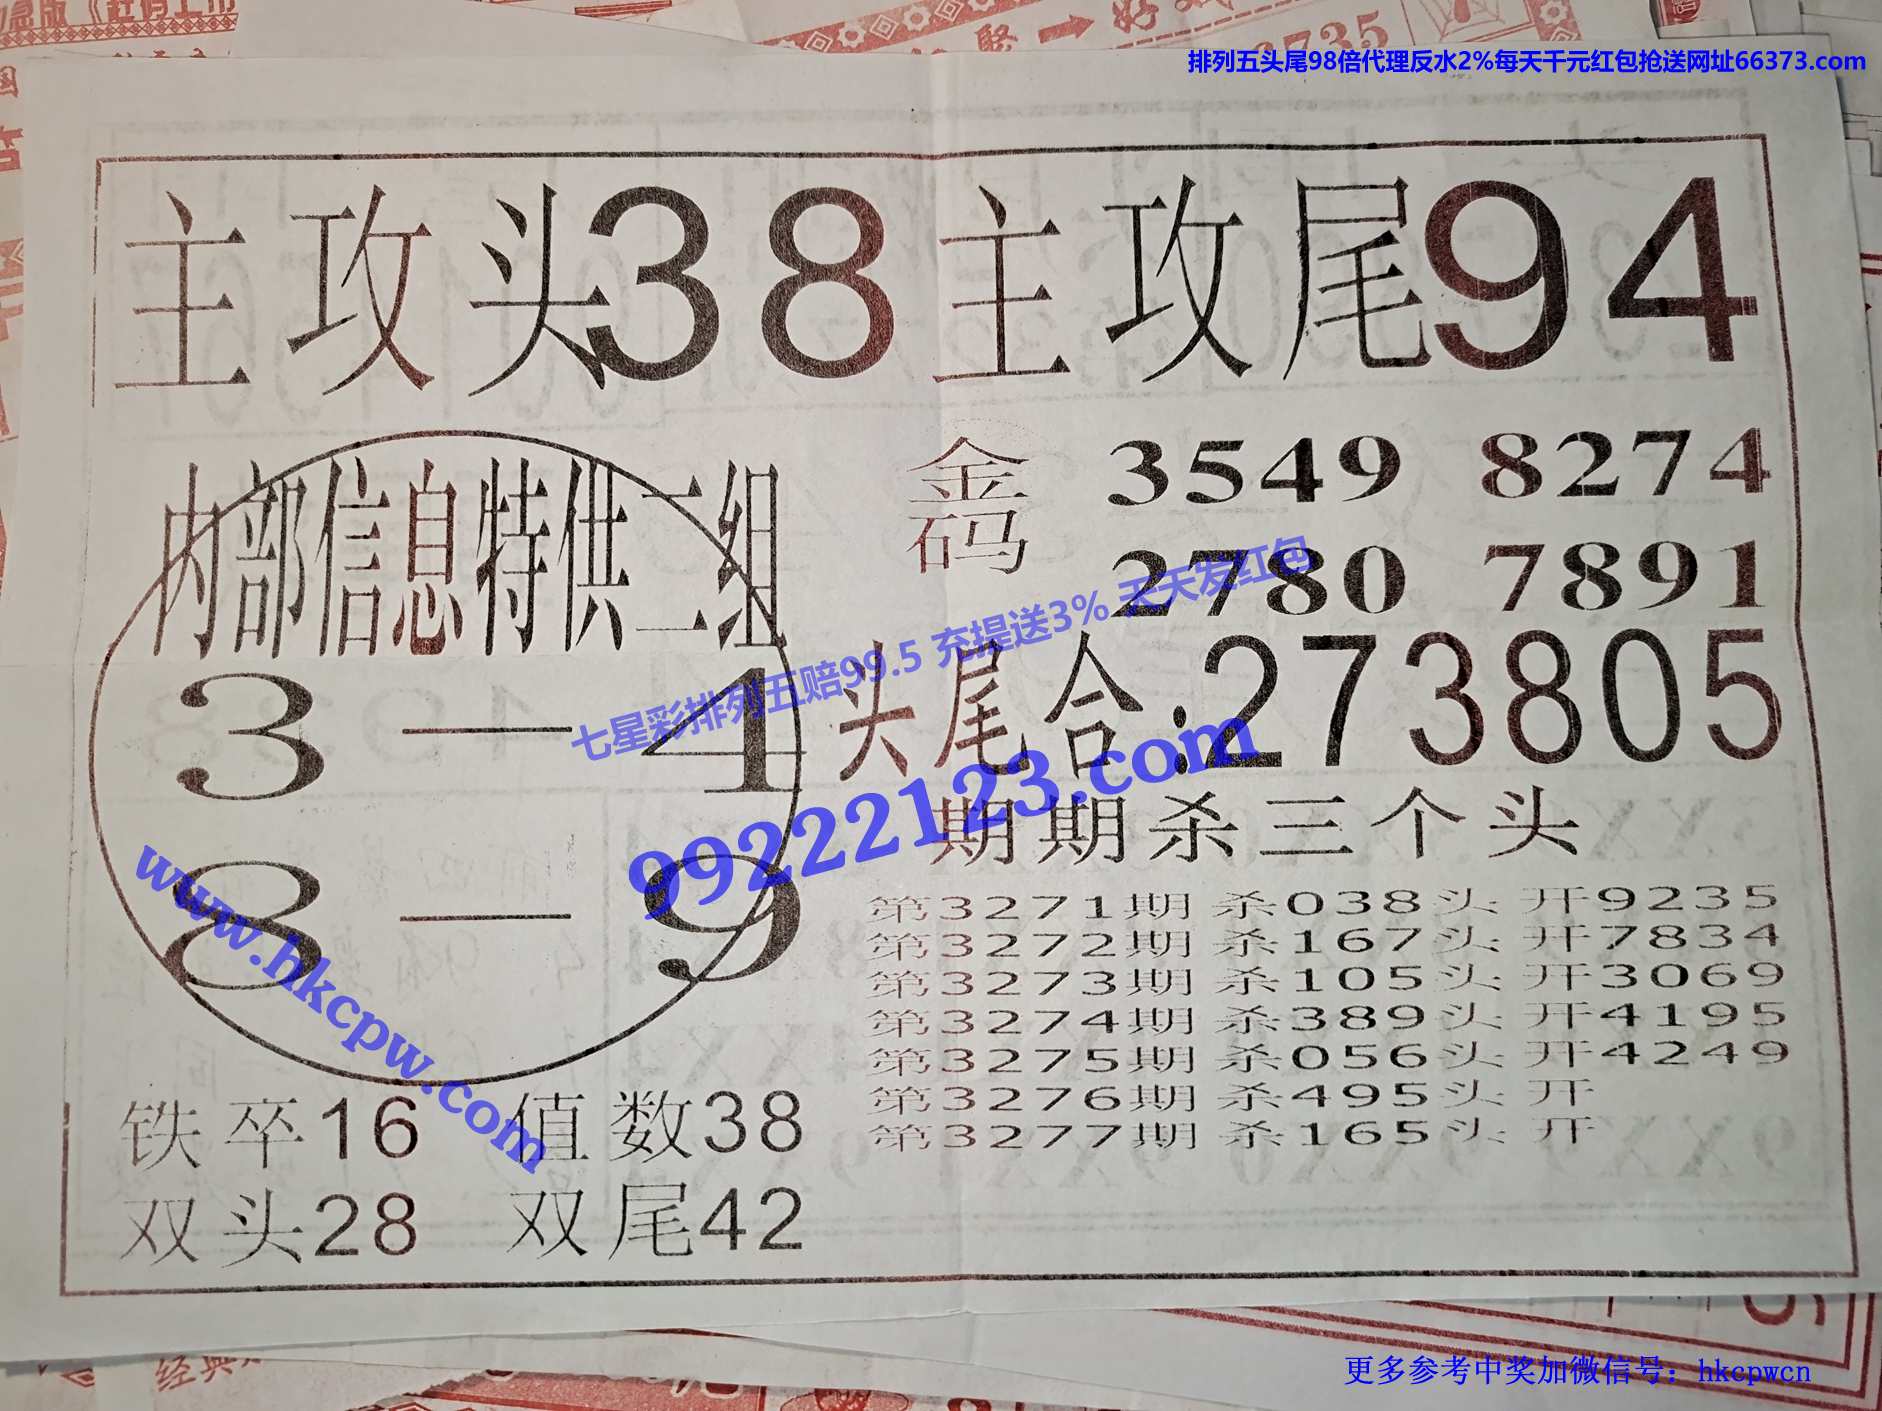 排列五头尾98倍代理反水2%每天千元红包抢送网址66373.com
3735
主攻头38 主攻尾94
内部信息特供二组
3—4
8—9
金码 3549 8274
2780 7891
头尾合:273805
期期杀三个头
第3271期 杀038头 开9235
第3272期 杀167头 开7834
第3273期 杀105头 开3069
第3274期 杀389头 开4195
第3275期 杀056头 开4249
第3276期 杀495头 开
第3277期 杀165头 开
铁卒16 值数38
双头28 双尾42
七星彩排列五赔99.5 充提送3% 天天发红包
99222123.com
www.hkcpw.com
经典
更多参考中奖加微信号：hkcpwcn